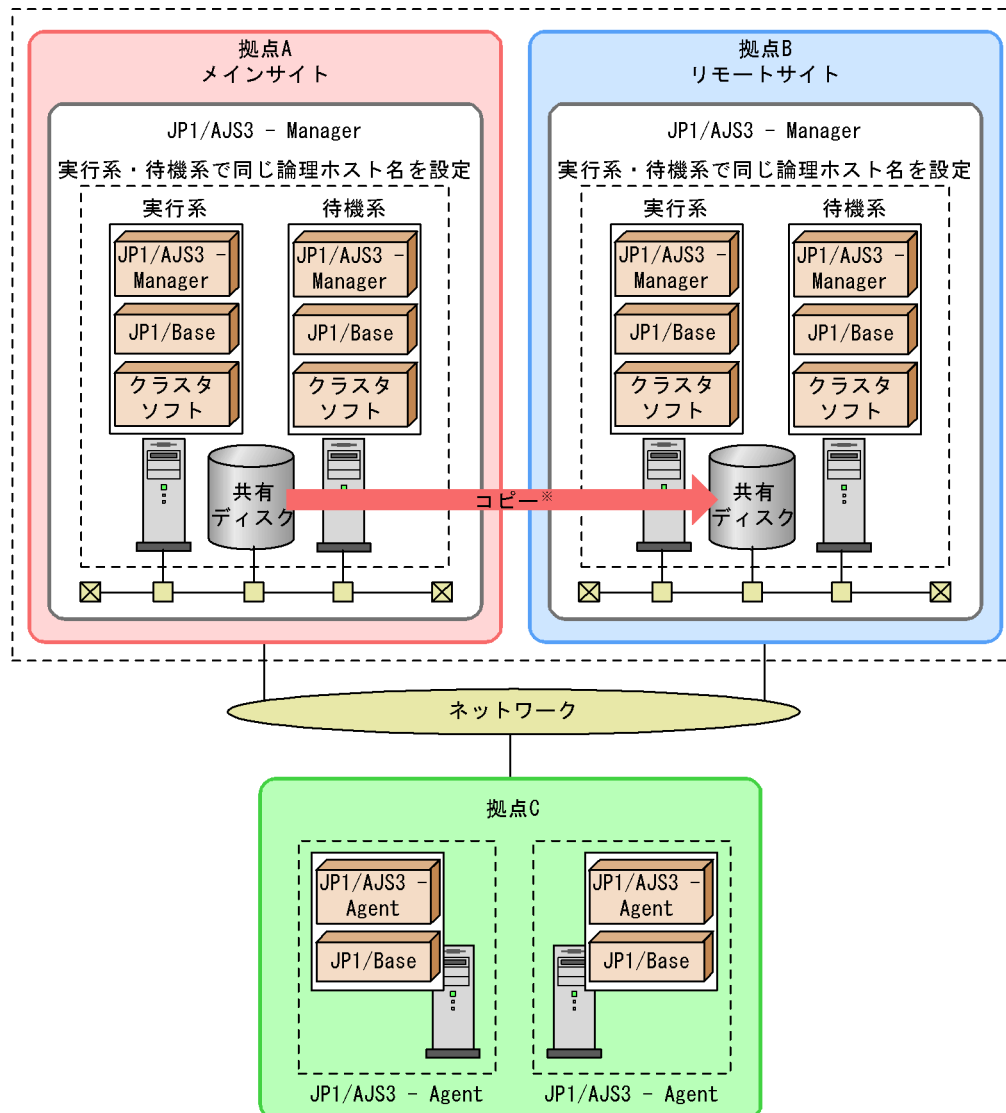 拠点A
メインサイト
JP1/AJS3 - Manager
実行系・待機系で同じ論理ホスト名を設定
実行系
待機系
JP1/AJS3 -
Manager
JP1/Base
クラスタ
ソフト
JP1/AJS3 -
Manager
JP1/Base
クラスタ
ソフト
共有
ディスク
コピー※
拠点B
リモートサイト
JP1/AJS3 - Manager
実行系・待機系で同じ論理ホスト名を設定
実行系
待機系
JP1/AJS3 -
Manager
JP1/Base
クラスタ
ソフト
JP1/AJS3 -
Manager
JP1/Base
クラスタ
ソフト
共有
ディスク
ネットワーク
拠点C
JP1/AJS3 -
Agent
JP1/Base
JP1/AJS3 - Agent
JP1/AJS3 -
Agent
JP1/Base
JP1/AJS3 - Agent